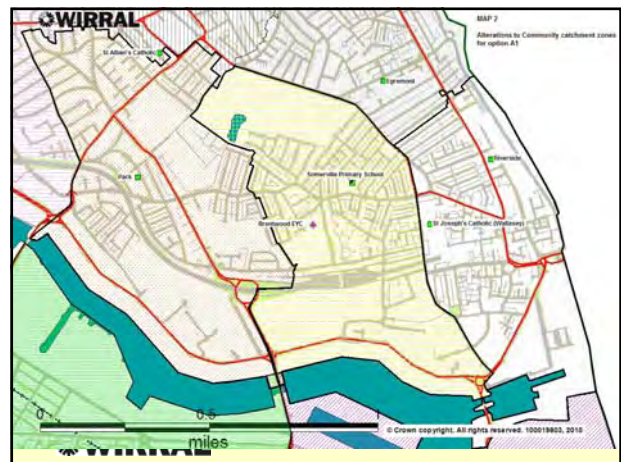 WIRRAL
MAP 2
Alterations to Community catchment zones
for option A1
St Alban's Catholic
Egremont
Riverside
Park
Somerville Primary School
Brentwood EYC
St Joseph's Catholic (Wallasey)
0 0.5
miles
© Crown copyright. All rights reserved. 100019803, 2010
WIRRAL